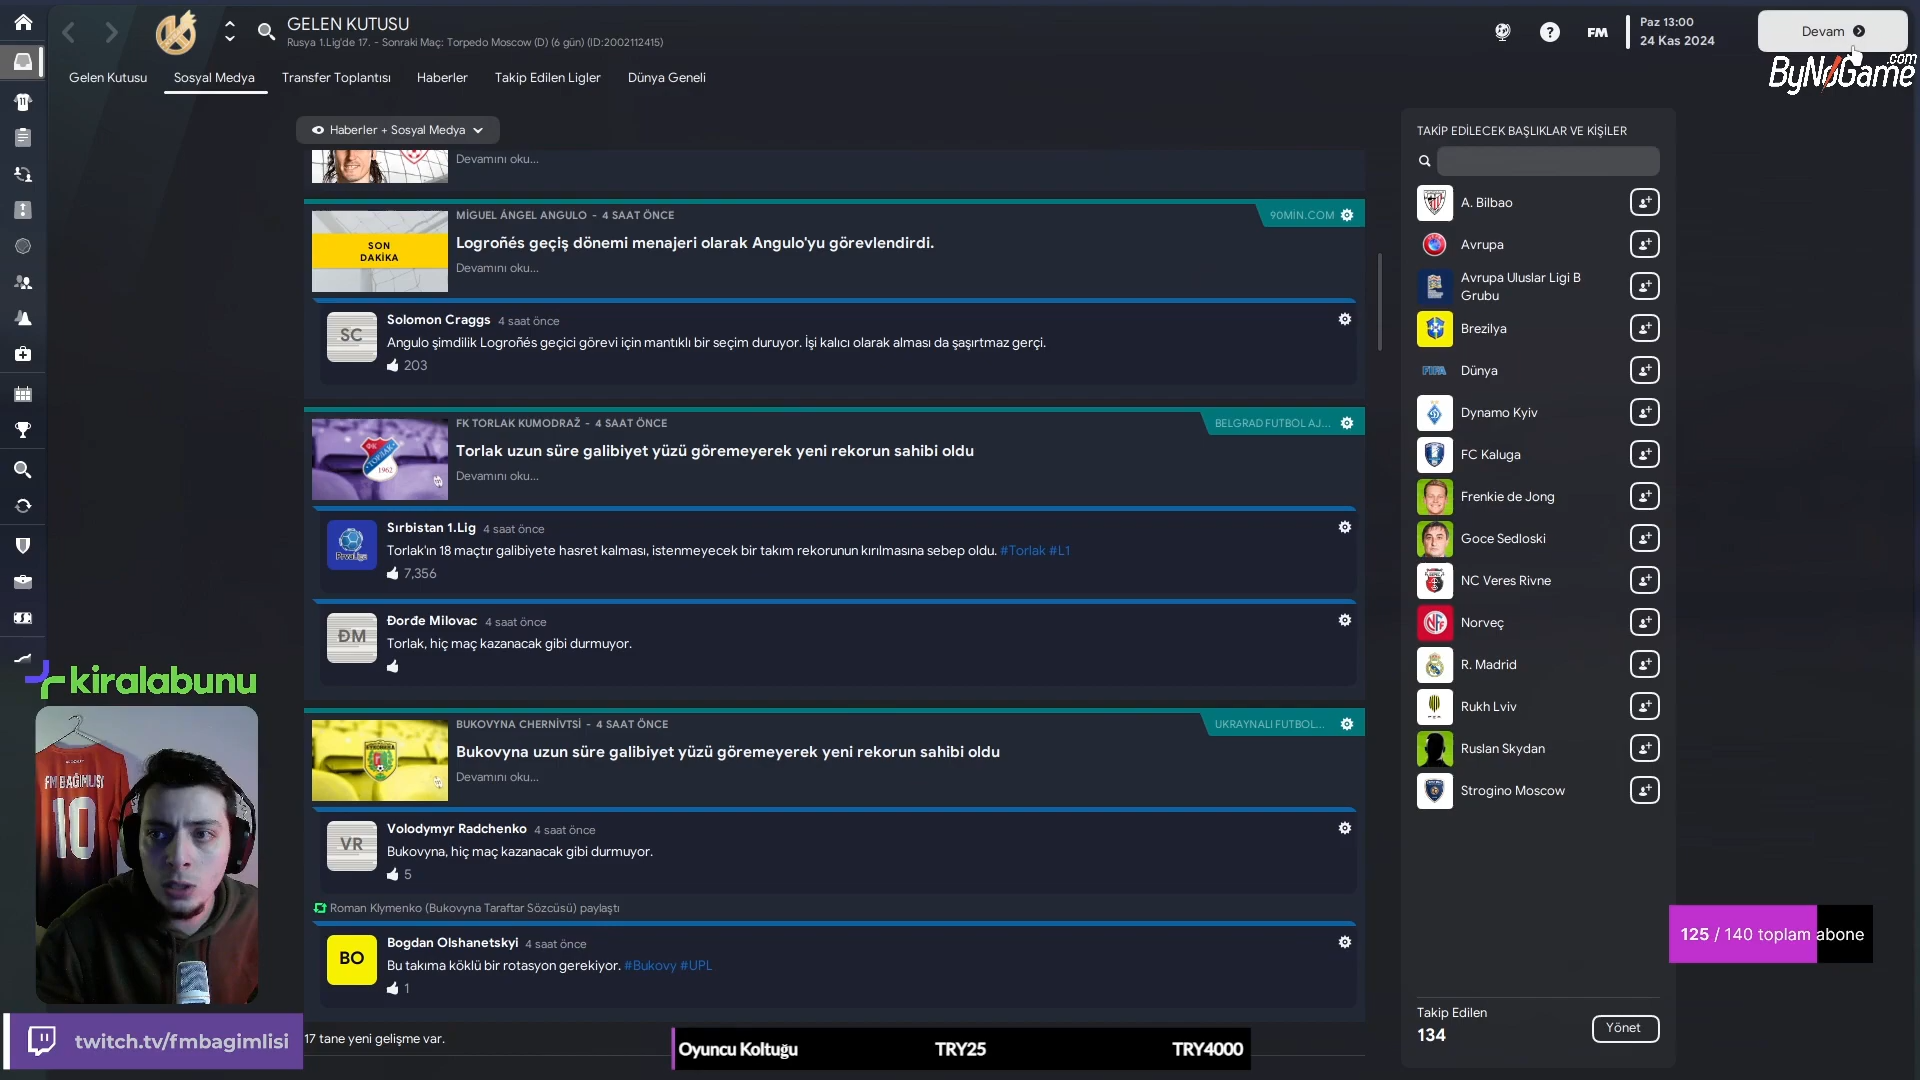 GELEN KUTUSU
Rusya 1.Lig'de 17. - Sonraki Maç: Torpedo Moscow (D) (6 gün) (ID:2002112415)
FM
Paz 13:00
24 Kas 2024
Devam
ByNoGame.com
Gelen Kutusu
Sosyal Medya
Transfer Toplantısı
Haberler
Takip Edilen Ligler
Dünya Geneli
Haberler + Sosyal Medya
Devamını oku...
MİGUEL ÁNGEL ANGULO - 4 SAAT ÖNCE
90MİN.COM
SON
DAKİKA
Logroñés geçiş dönemi menajeri olarak Angulo'yu görevlendirdi.
Devamını oku...
SC
Solomon Craggs 4 saat önce
Angulo şimdilik Logroñés geçici görevi için mantıklı bir seçim duruyor. İşi kalıcı olarak alması da şaşırtmaz gerçi.
203
FK TORLAK KUMODRAŽ - 4 SAAT ÖNCE
BELGRAD FUTBOL AJ...
ТОРЛАК
1962
Torlak uzun süre galibiyet yüzü göremeyerek yeni rekorun sahibi oldu
Devamını oku...
Sırbistan 1.Lig 4 saat önce
Torlak'ın 18 maçtır galibiyete hasret kalması, istenmeyecek bir takım rekorunun kırılmasına sebep oldu. #Torlak #L1
7,356
ĐM
Đorđe Milovac 4 saat önce
Torlak, hiç maç kazanacak gibi durmuyor.
BUKOVYNA CHERNİVTSİ - 4 SAAT ÖNCE
UKRAYNALI FUTBOL...
Bukovyna uzun süre galibiyet yüzü göremeyerek yeni rekorun sahibi oldu
Devamını oku...
VR
Volodymyr Radchenko 4 saat önce
Bukovyna, hiç maç kazanacak gibi durmuyor.
5
Roman Klymenko (Bukovyna Taraftar Sözcüsü) paylaştı
BO
Bogdan Olshanetskyi 4 saat önce
Bu takıma köklü bir rotasyon gerekiyor. #Bukovy #UPL
1
17 tane yeni gelişme var.
TAKİP EDİLECEK BAŞLIKLAR VE KİŞİLER
A. Bilbao
Avrupa
Avrupa Uluslar Ligi B
Grubu
Brezilya
FIFA
Dünya
Dynamo Kyiv
FC Kaluga
Frenkie de Jong
Goce Sedloski
NC Veres Rivne
Norveç
R. Madrid
Rukh Lviv
Ruslan Skydan
Strogino Moscow
125 / 140 toplam abone
Takip Edilen
134
Yönet
kiralabunu
FM BAĞIMLISI
10
twitch.tv/fmbagimlisi
Oyuncu Koltuğu
TRY25
TRY4000